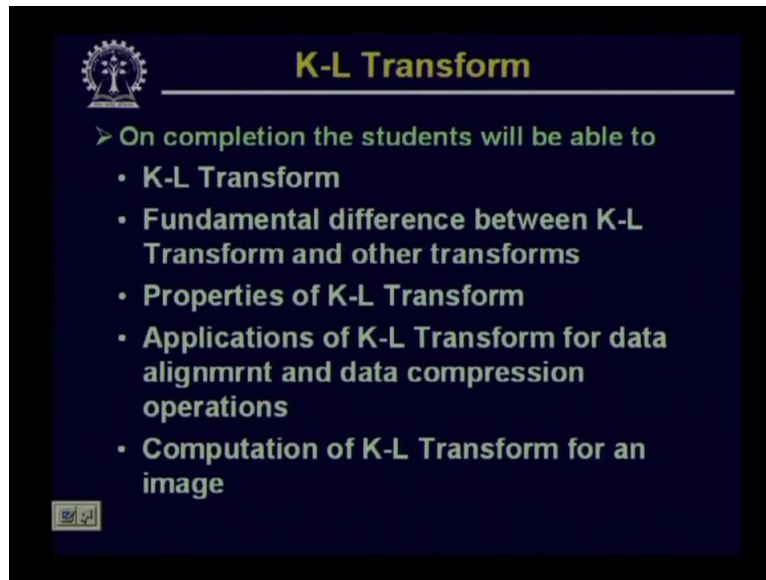 K-L Transform
➢ On completion the students will be able to
• K-L Transform
• Fundamental difference between K-L
Transform and other transforms
• Properties of K-L Transform
• Applications of K-L Transform for data
alignmrnt and data compression
operations
• Computation of K-L Transform for an
image